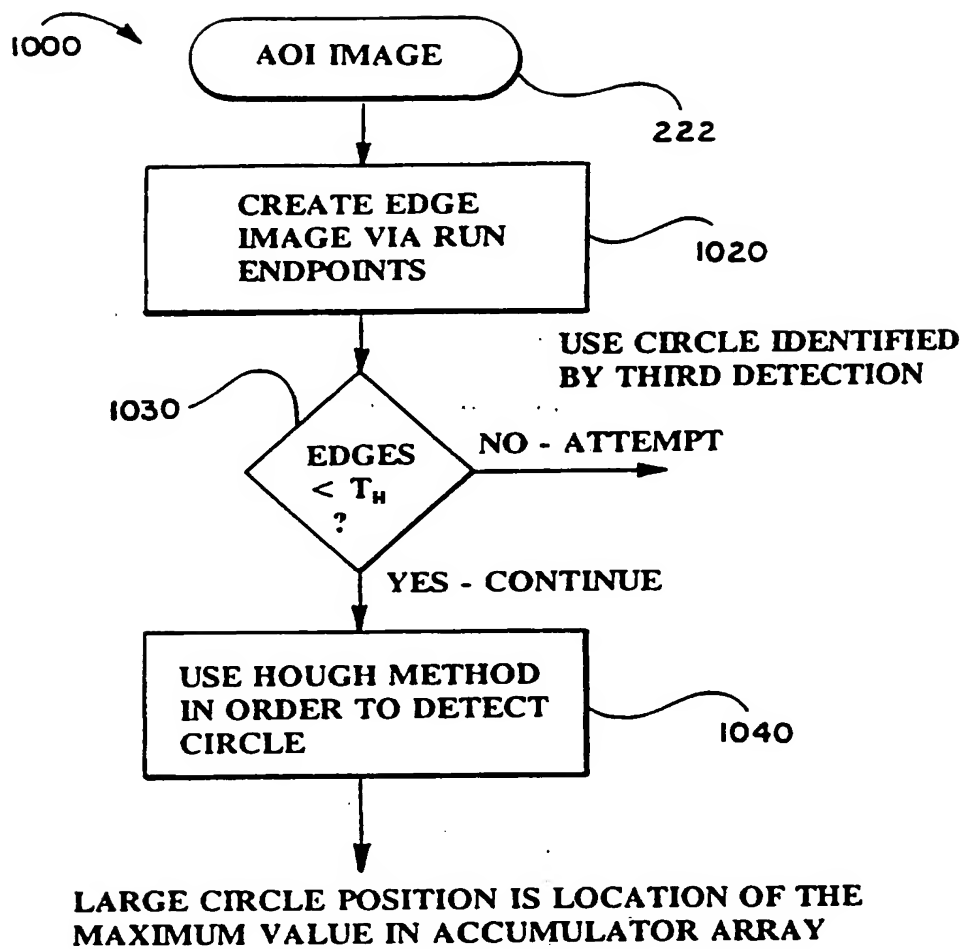 1000
AOI IMAGE
222
CREATE EDGE
IMAGE VIA RUN
ENDPOINTS
1020
USE CIRCLE IDENTIFIED
BY THIRD DETECTION
1030
EDGES
< TH
?
NO - ATTEMPT
YES - CONTINUE
USE HOUGH METHOD
IN ORDER TO DETECT
CIRCLE
1040
LARGE CIRCLE POSITION IS LOCATION OF THE
MAXIMUM VALUE IN ACCUMULATOR ARRAY